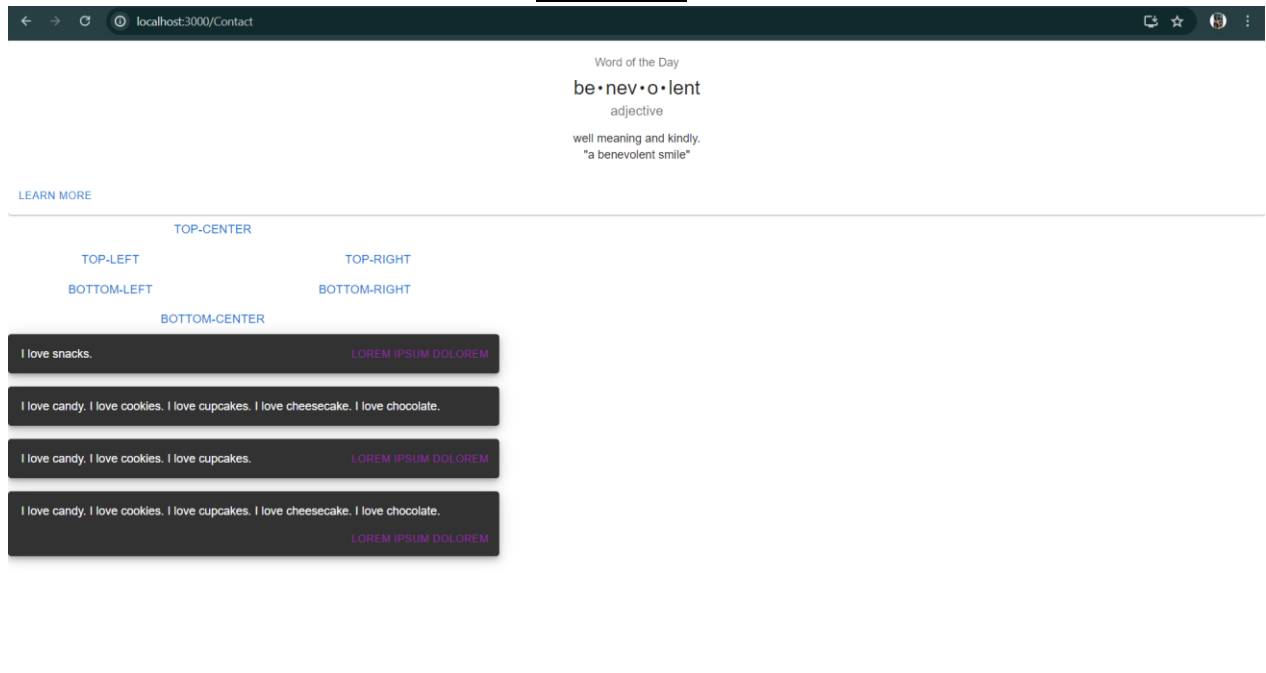 localhost:3000/Contact
Word of the Day
be•nev•o•lent
adjective
well meaning and kindly.
"a benevolent smile"
LEARN MORE
TOP-CENTER
TOP-LEFT TOP-RIGHT
BOTTOM-LEFT BOTTOM-RIGHT
BOTTOM-CENTER
I love snacks. LOREM IPSUM DOLOREM
I love candy. I love cookies. I love cupcakes. I love cheesecake. I love chocolate.
I love candy. I love cookies. I love cupcakes. LOREM IPSUM DOLOREM
I love candy. I love cookies. I love cupcakes. I love cheesecake. I love chocolate.
LOREM IPSUM DOLOREM